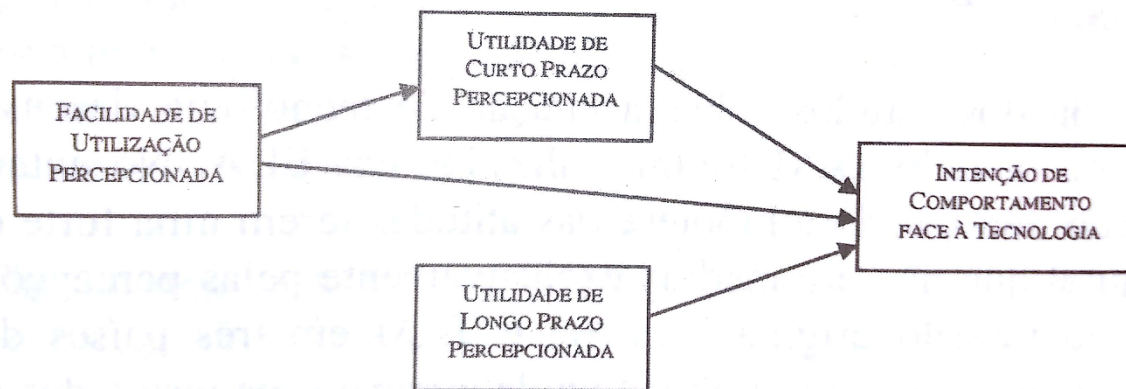 UTILIDADE DE
CURTO PRAZO
PERCEPCIONADA
FACILIDADE DE
UTILIZAÇÃO
PERCEPCIONADA
INTENÇÃO DE
COMPORTAMENTO
FACE À TECNOLOGIA
UTILIDADE DE
LONGO PRAZO
PERCEPCIONADA